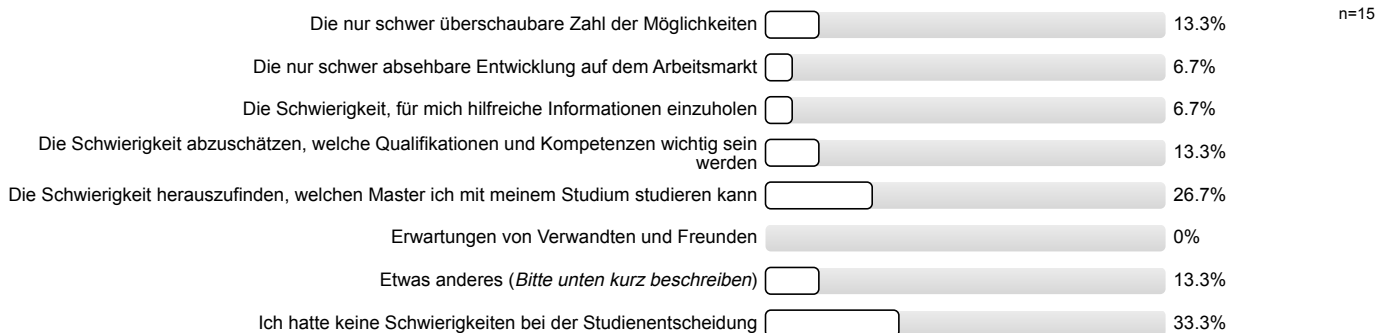 Die nur schwer überschaubare Zahl der Möglichkeiten 13.3% n=15
Die nur schwer absehbare Entwicklung auf dem Arbeitsmarkt 6.7%
Die Schwierigkeit, für mich hilfreiche Informationen einzuholen 6.7%
Die Schwierigkeit abzuschätzen, welche Qualifikationen und Kompetenzen wichtig sein
werden 13.3%
Die Schwierigkeit herauszufinden, welchen Master ich mit meinem Studium studieren kann 26.7%
Erwartungen von Verwandten und Freunden 0%
Etwas anderes (Bitte unten kurz beschreiben) 13.3%
Ich hatte keine Schwierigkeiten bei der Studienentscheidung 33.3%